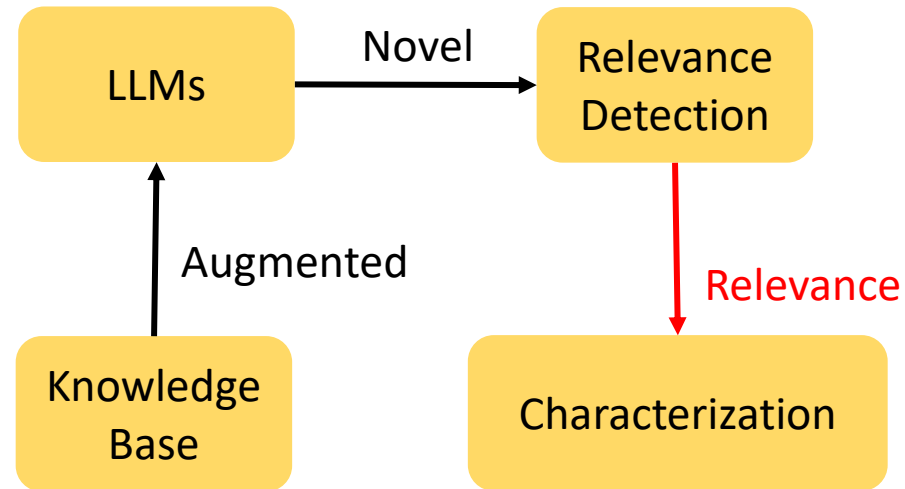 Novel
LLMs
Relevance
Detection
Augmented
Relevance
Knowledge
Base
Characterization